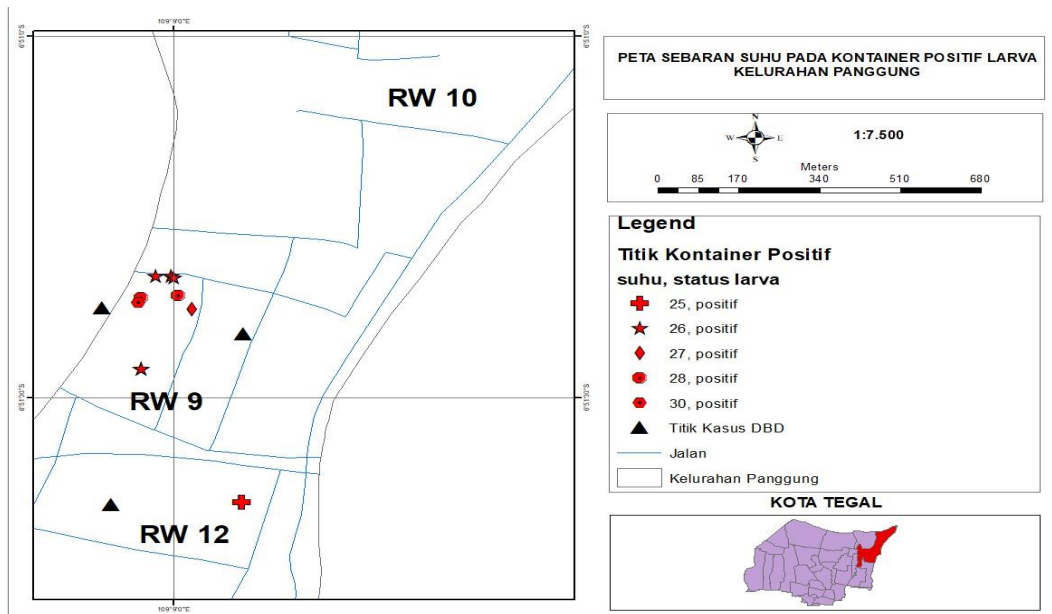 109°9'0"E
6°51'0"S
6°51'0"S
RW 10
RW 9
RW 12
6°51'30"S
6°51'30"S
109°9'0"E
PETA SEBARAN SUHU PADA KONTAINER POSITIF LARVA
KELURAHAN PANGGUNG
N
W E
S
1:7.500
Meters
0 85 170 340 510 680
Legend
Titik Kontainer Positif
suhu, status larva
25, positif
26, positif
27, positif
28, positif
30, positif
Titik Kasus DBD
Jalan
Kelurahan Panggung
KOTA TEGAL